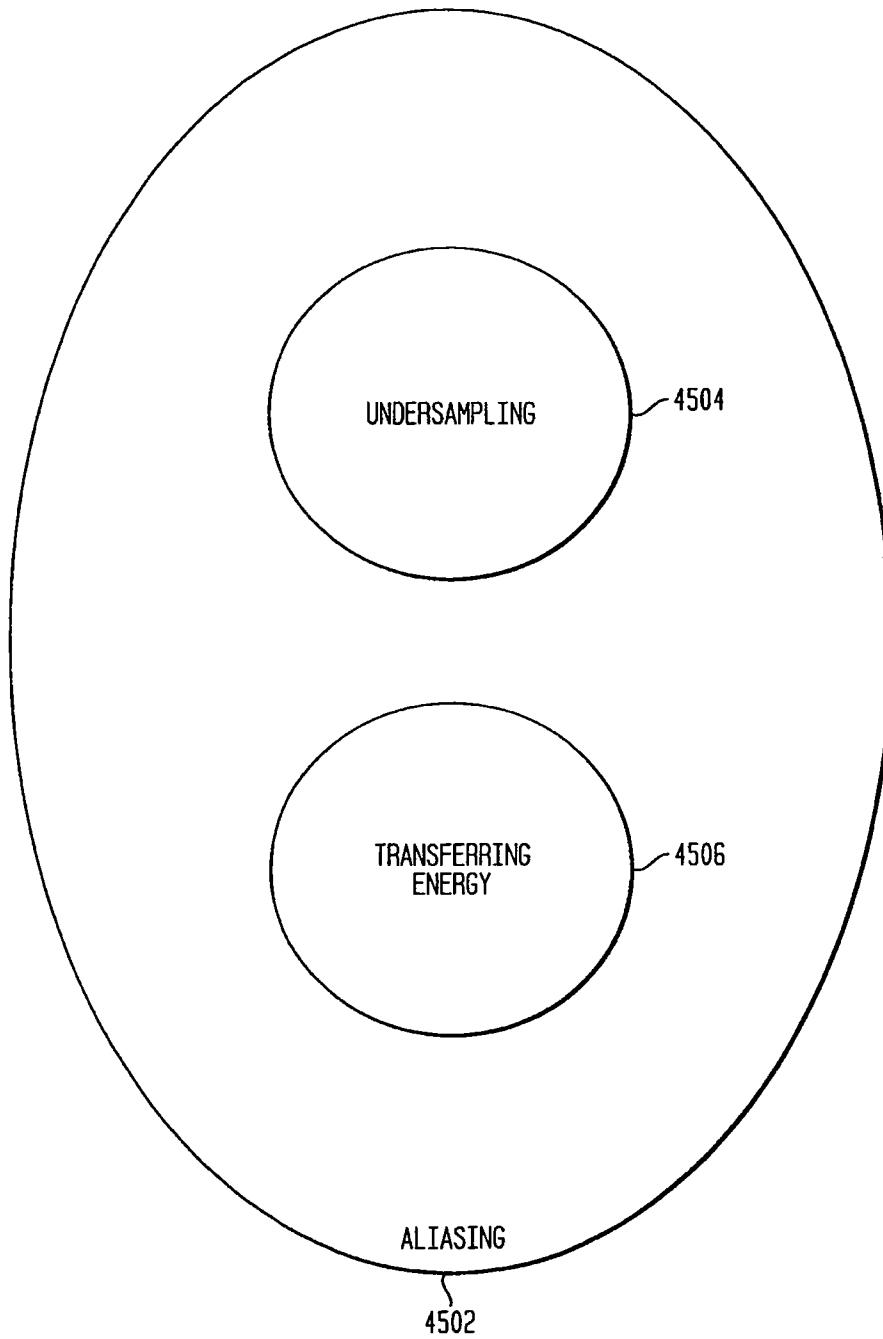 UNDERSAMPLING
4504
TRANSFERRING
ENERGY
4506
ALIASING
4502